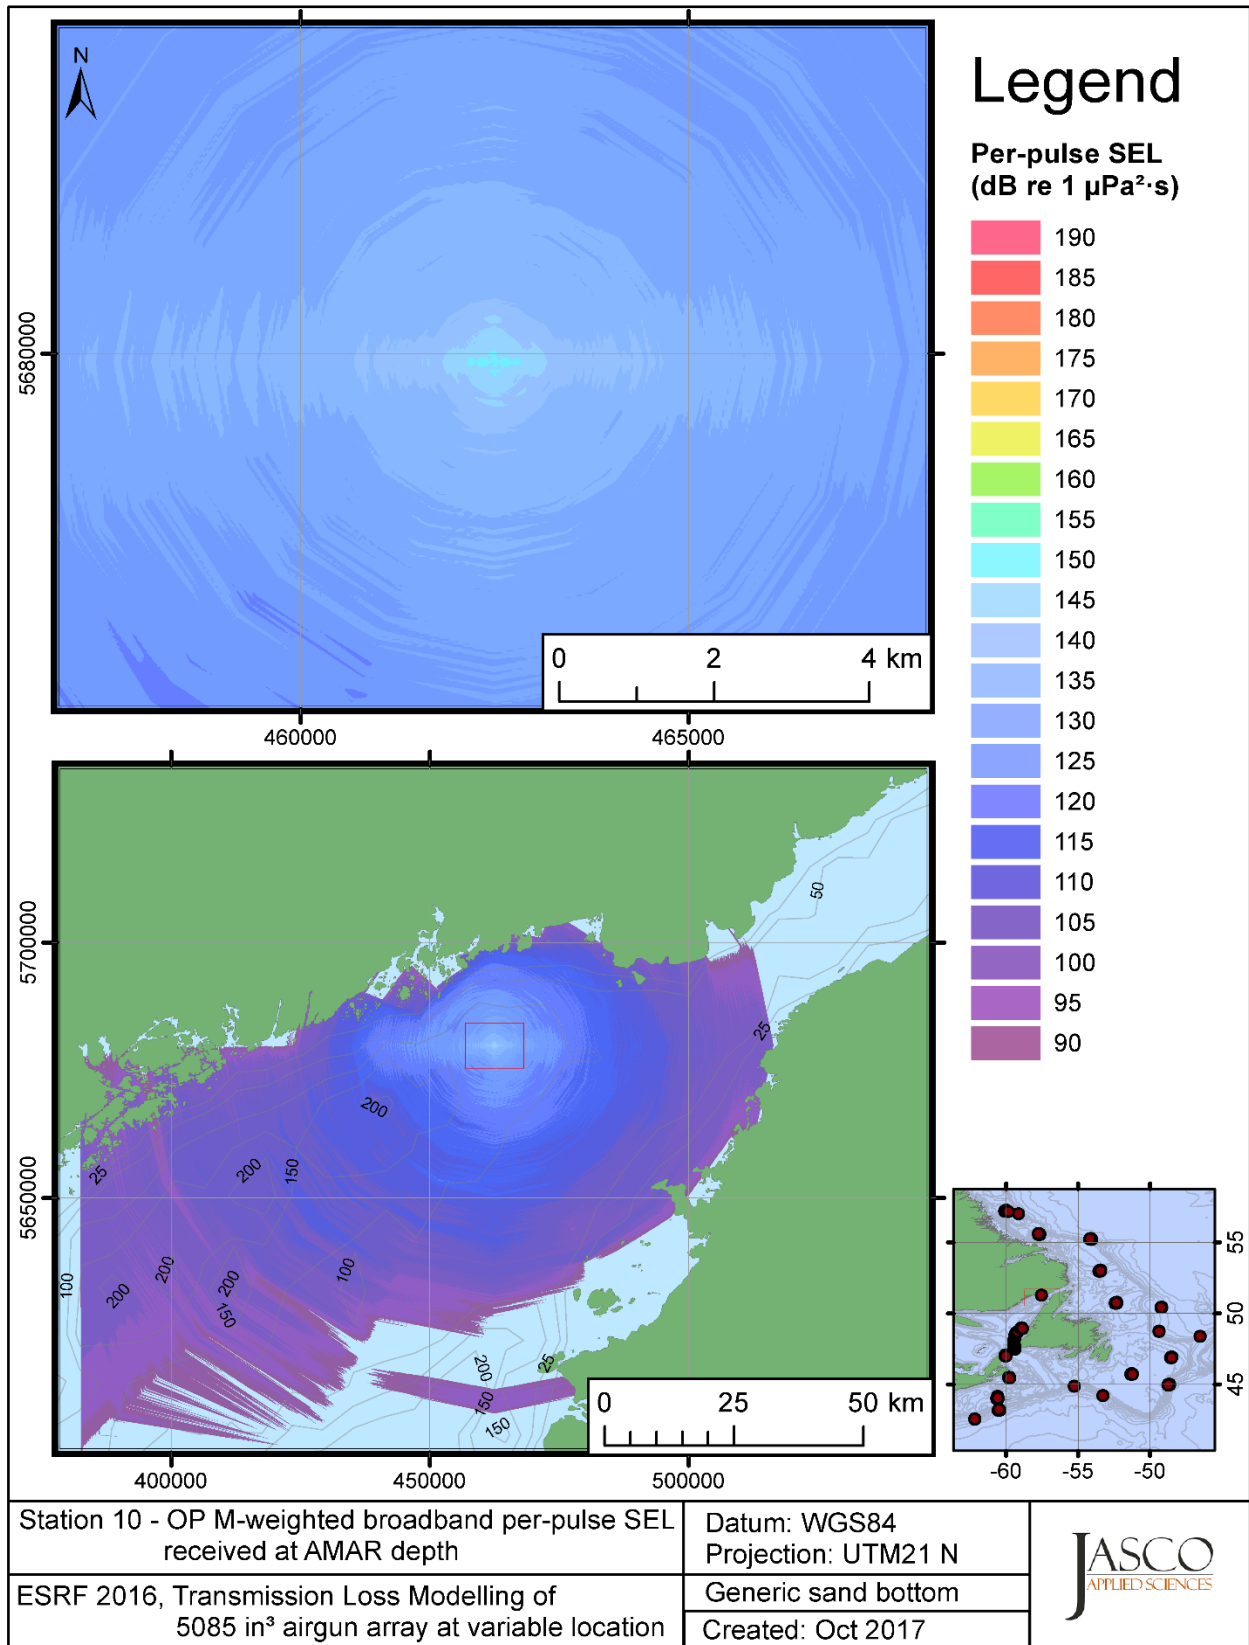 N
5680000
460000
465000
0 2 4 km
Legend
Per-pulse SEL
(dB re 1 µPa²·s)
190
185
180
175
170
165
160
155
150
145
140
135
130
125
120
115
110
105
100
95
90
5700000
5650000
400000
450000
500000
50
25
200
200
150
25
100
200
200
200
150
100
200
150
150
25
0 25 50 km
55
50
45
-60 -55 -50
Station 10 - OP M-weighted broadband per-pulse SEL
received at AMAR depth
ESRF 2016, Transmission Loss Modelling of
5085 in³ airgun array at variable location
Datum: WGS84
Projection: UTM21 N
Generic sand bottom
Created: Oct 2017
JASCO
APPLIED SCIENCES